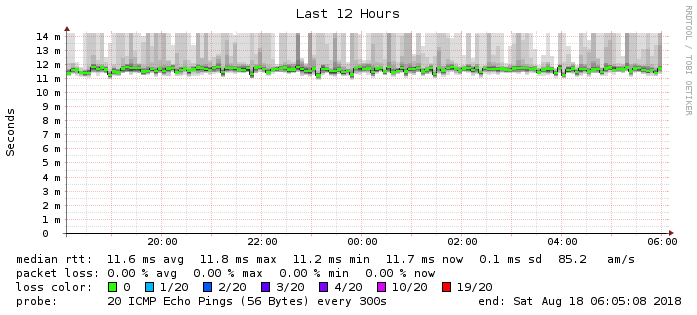 Last 12 Hours
RRDTOOL / TOBI OETIKER
Seconds
14 m
13 m
12 m
11 m
10 m
9 m
8 m
7 m
6 m
5 m
4 m
3 m
2 m
1 m
0
20:00 22:00 00:00 02:00 04:00 06:00
median rtt: 11.6 ms avg 11.8 ms max 11.2 ms min 11.7 ms now 0.1 ms sd 85.2 am/s
packet loss: 0.00 % avg 0.00 % max 0.00 % min 0.00 % now
loss color: 0 1/20 2/20 3/20 4/20 10/20 19/20
probe: 20 ICMP Echo Pings (56 Bytes) every 300s end: Sat Aug 18 06:05:08 2018